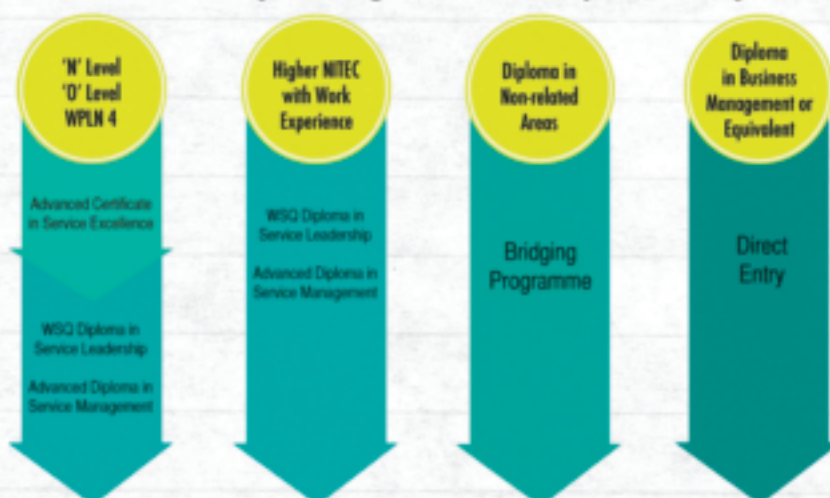 'N' Level
'O' Level
WPLN 4
Advanced Certificate
in Service Excellence
WSQ Diploma in
Service Leadership
Advanced Diploma in
Service Management
Higher NITEC
with Work
Experience
WSQ Diploma in
Service Leadership
Advanced Diploma in
Service Management
Diploma in
Non-related
Areas
Bridging
Programme
Diploma
in Business
Management or
Equivalent
Direct
Entry